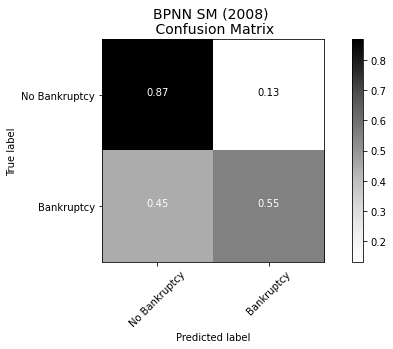 BPNN SM (2008)
Confusion Matrix
True label
No Bankruptcy
Bankruptcy
0.87
0.13
0.45
0.55
No Bankruptcy
Bankruptcy
Predicted label
0.8
0.7
0.6
0.5
0.4
0.3
0.2